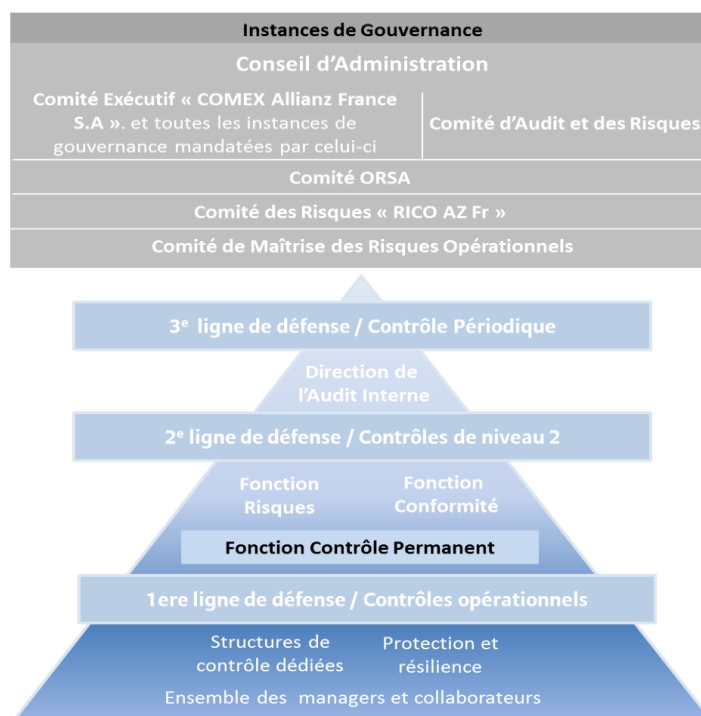 Instances de Gouvernance
Conseil d'Administration
Comité Exécutif « COMEX Allianz France
S.A ». et toutes les instances de
gouvernance mandatées par celui-ci
Comité d'Audit et des Risques
Comité ORSA
Comité des Risques « RICO AZ Fr »
Comité de Maîtrise des Risques Opérationnels
3e ligne de défense / Contrôle Périodique
Direction de
l'Audit Interne
2e ligne de défense / Contrôles de niveau 2
Fonction
Risques
Fonction
Conformité
Fonction Contrôle Permanent
1ere ligne de défense / Contrôles opérationnels
Structures de
contrôle dédiées
Protection et
résilience
Ensemble des managers et collaborateurs